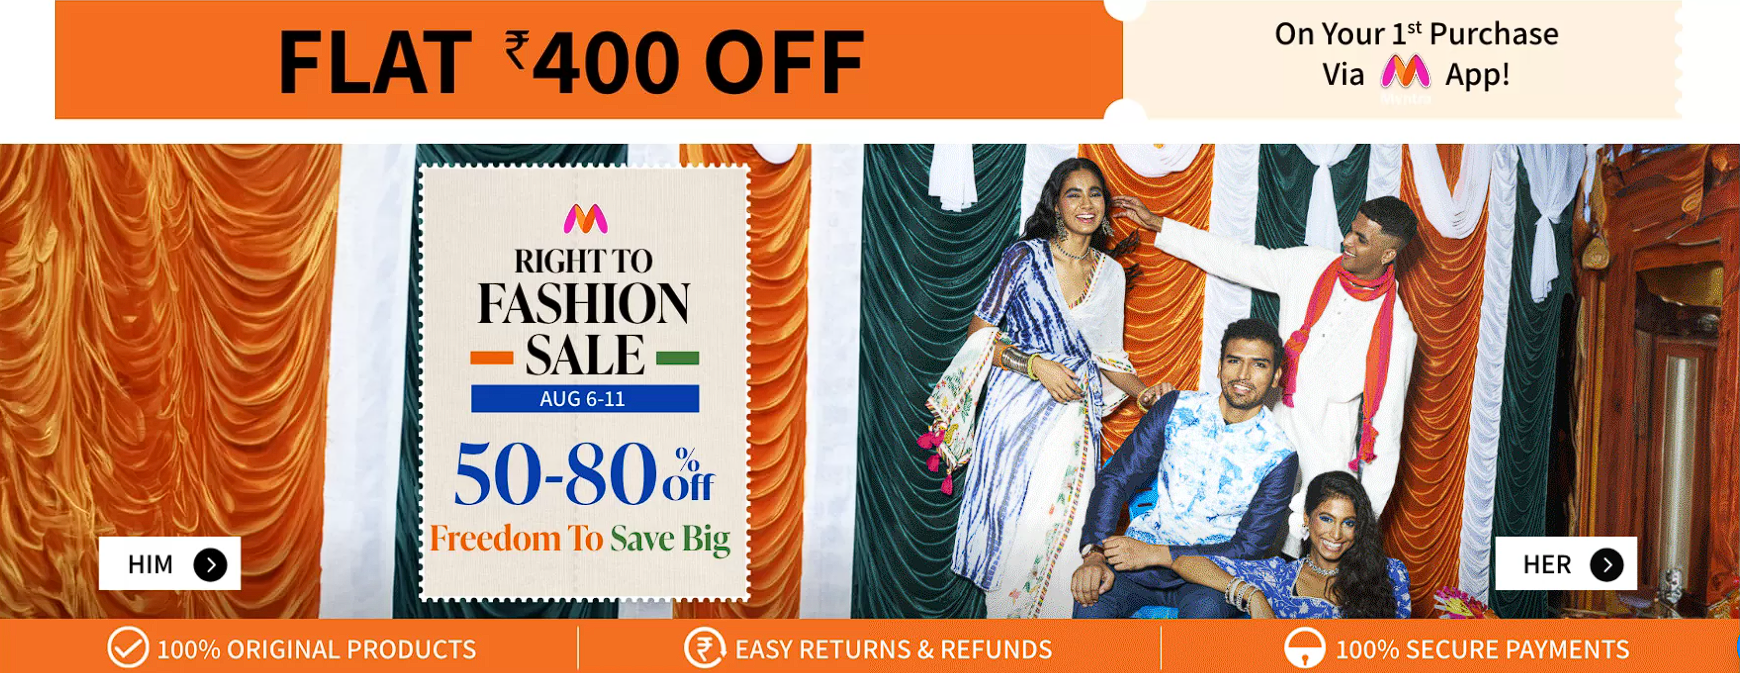 FLAT ₹400 OFF
On Your 1st Purchase
Via App!
RIGHT TO
FASHION
SALE
AUG 6-11
50-80% Off
Freedom To Save Big
HIM
HER
100% ORIGINAL PRODUCTS
EASY RETURNS & REFUNDS
100% SECURE PAYMENTS